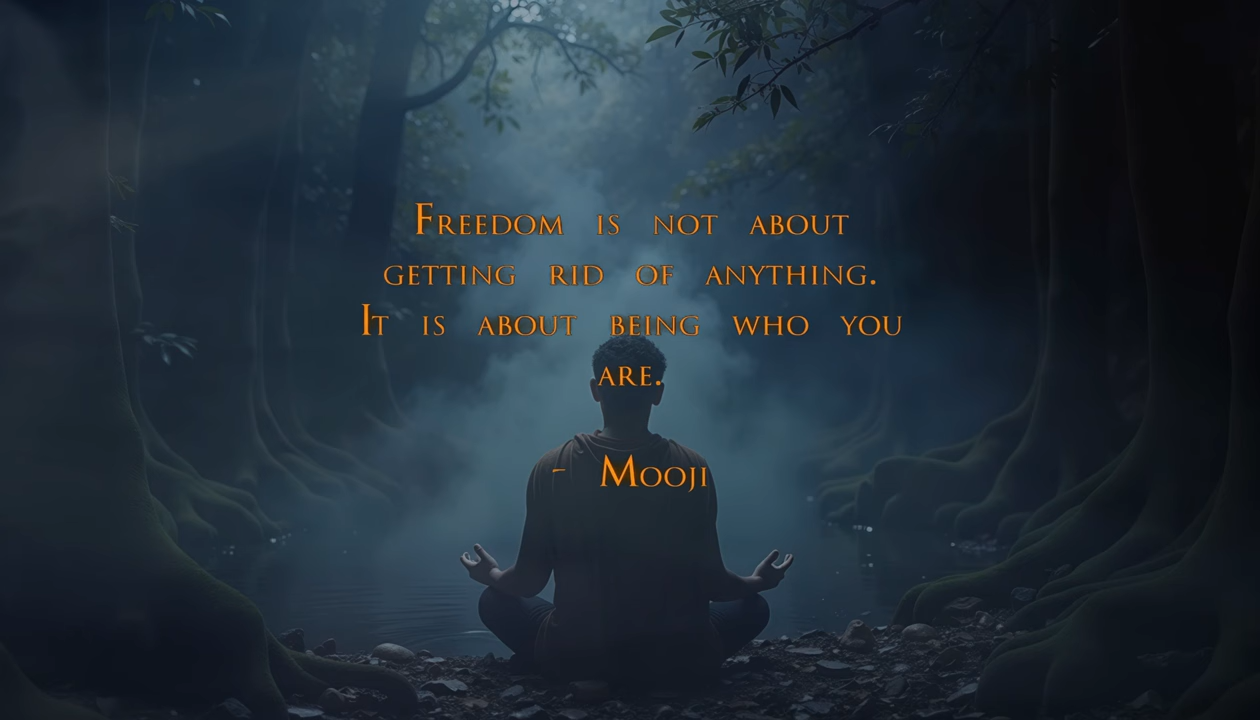 Freedom is not about
getting rid of anything.
It is about being who you
are.
- Mooji